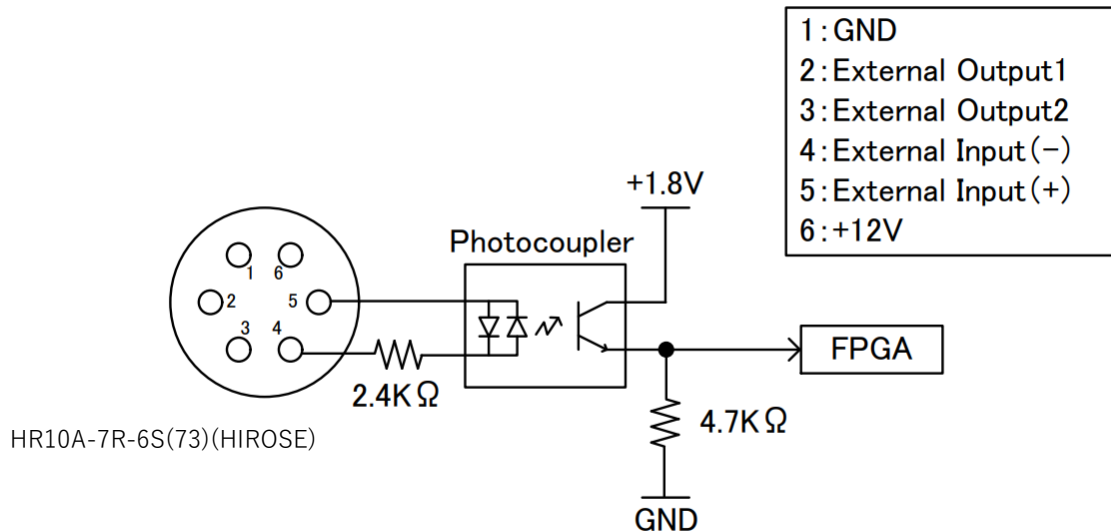 1:GND
2:External Output1
3:External Output2
4:External Input(-)
5:External Input(+)
6:+12V
+1.8V
Photocoupler
1
6
2
5
3
4
FPGA
2.4KΩ
4.7KΩ
HR10A-7R-6S(73)(HIROSE)
GND